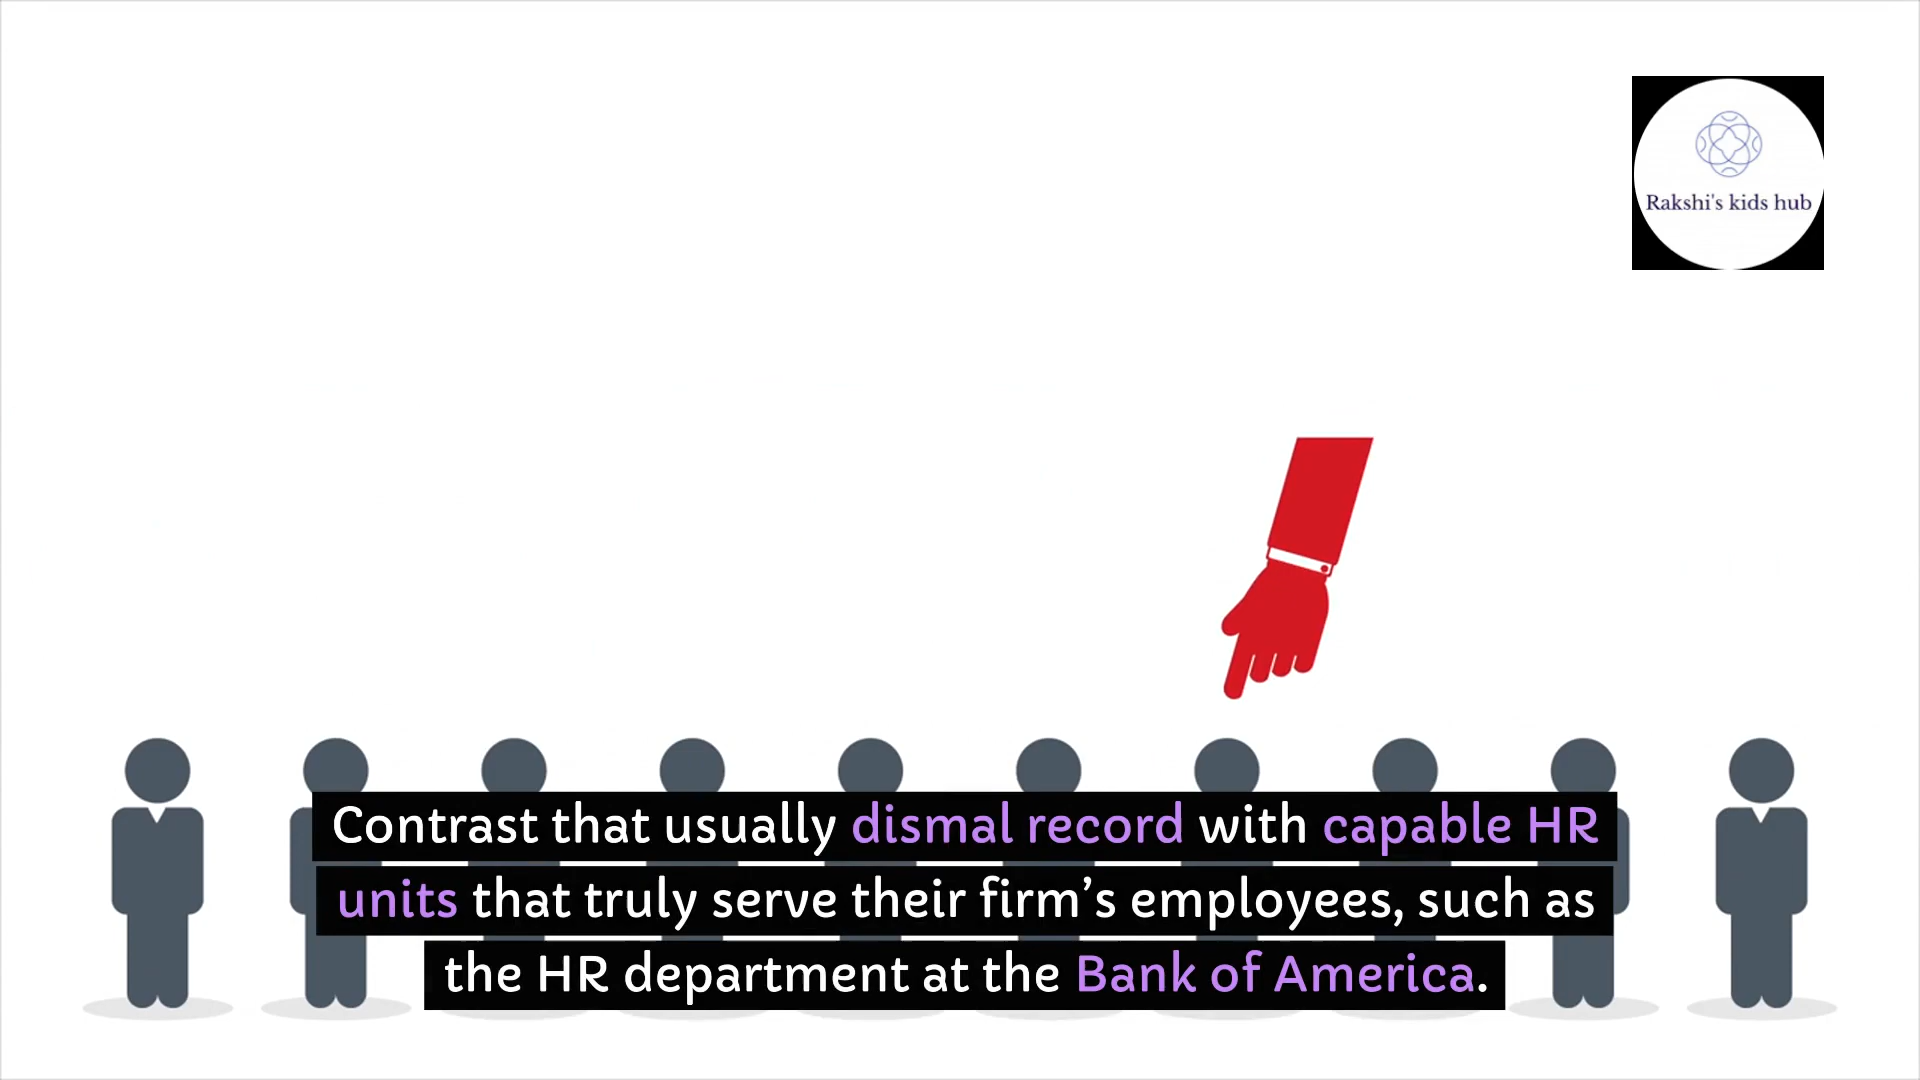 Rakshi's kids hub
Contrast that usually dismal record with capable HR
units that truly serve their firm’s employees, such as
the HR department at the Bank of America.